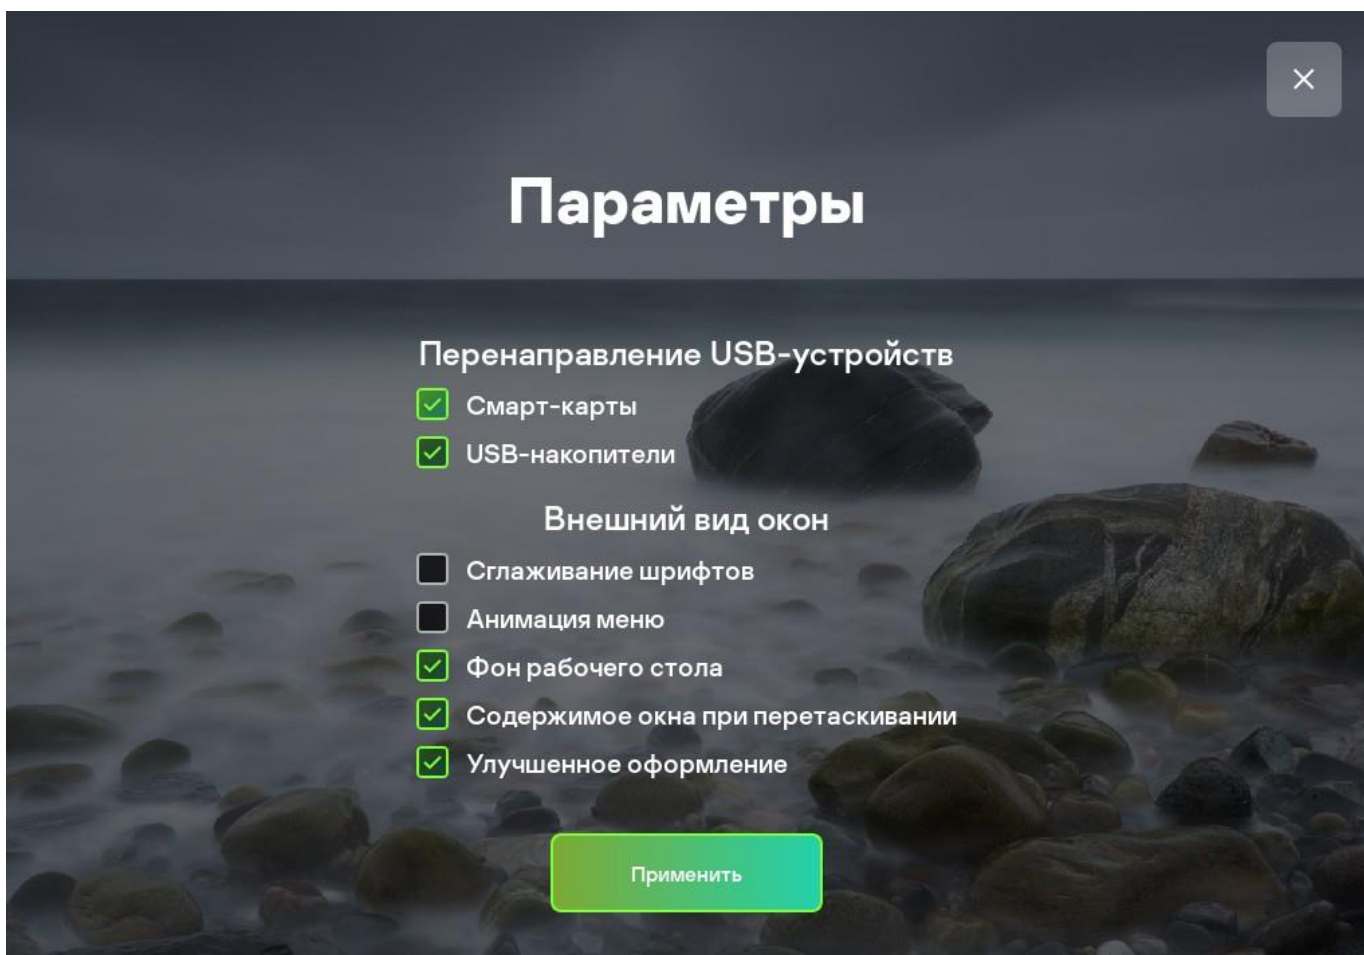 Параметры
Перенаправление USB-устройств
Смарт-карты
USB-накопители
Внешний вид окон
Сглаживание шрифтов
Анимация меню
Фон рабочего стола
Содержимое окна при перетаскивании
Улучшенное оформление
Применить